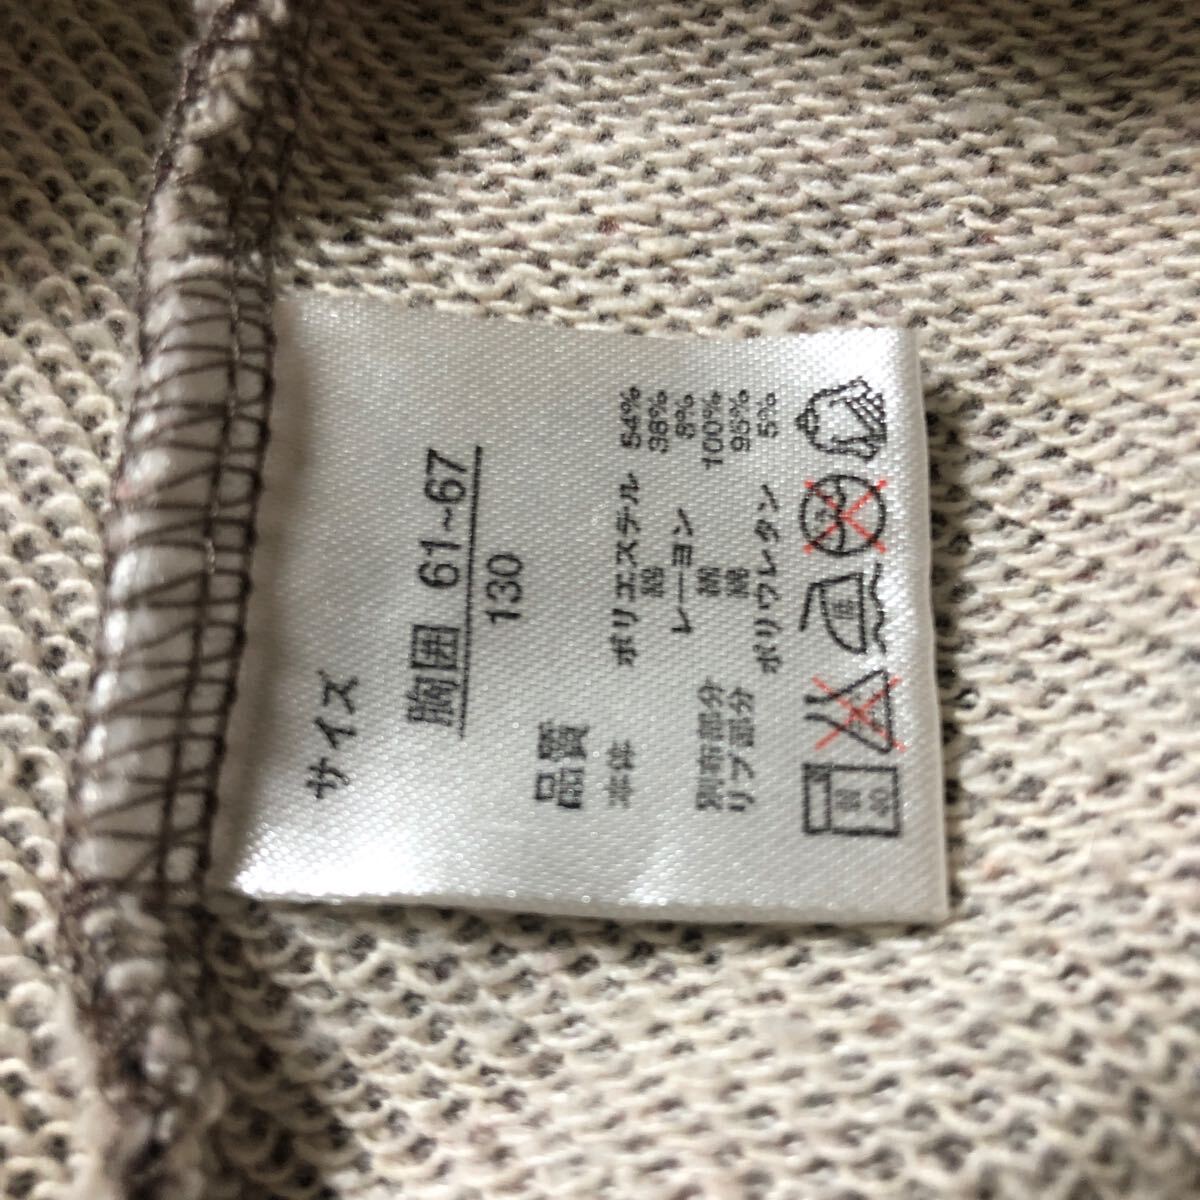 サイズ
胸囲 61~67
130
品質
本体 ポリエステル 54%
綿 38%
レーヨン 8%
別布部分 綿 100%
リブ部分 綿 95%
ポリウレタン 5%
40